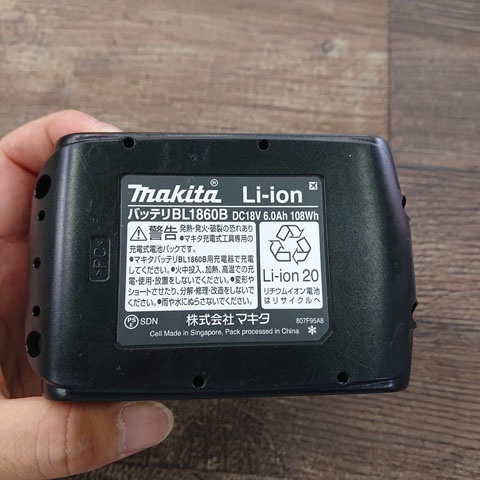 makita® Li-ion
バッテリBL1860B DC18V 6.0Ah 108Wh
警告 発熱・発火・破裂の恐れあり
●マキタ充電式工具専用の
充電式電池パックです。
●マキタバッテリBL1860B用充電器で充電
してください。●火中投入、加熱、高温での充
電・使用・放置をしないでください。●変形や
ショートさせたり、分解・修理・改造をしないでく
ださい。●雨や水にぬらさないでください。
Li-ion 20
リチウムイオン電池
はリサイクルへ
PS E SDN 株式会社マキタ 807F95A8
Cell Made in Singapore, Pack processed in China
>PC<